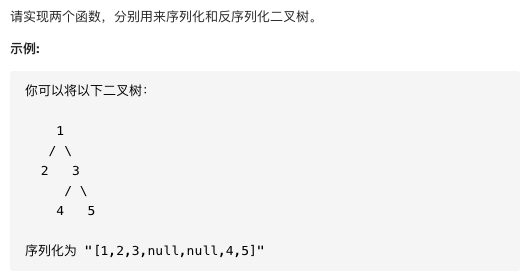 请实现两个函数，分别用来序列化和反序列化二叉树。
示例:
你可以将以下二叉树：
1
/ \
2 3
/ \
4 5
序列化为 "[1,2,3,null,null,4,5]"